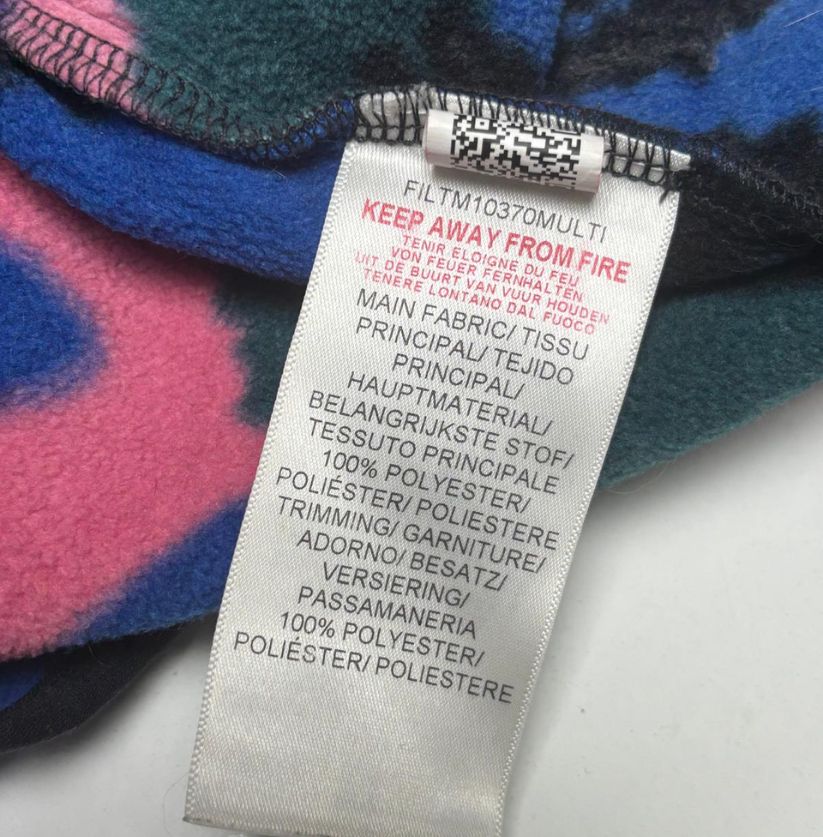 FILTM10370MULTI
KEEP AWAY FROM FIRE
TENIR ELOIGNE DU FEU
VON FEUER FERNHALTEN
UIT DE BUURT VAN VUUR HOUDEN
TENERE LONTANO DAL FUOCO
MAIN FABRIC/ TISSU
PRINCIPAL/ TEJIDO
PRINCIPAL/
HAUPTMATERIAL/
BELANGRIJKSTE STOF/
TESSUTO PRINCIPALE
100% POLYESTER/
POLIÉSTER/ POLIESTERE
TRIMMING/ GARNITURE/
ADORNO/ BESATZ/
VERSIERING/
PASSAMANERIA
100% POLYESTER/
POLIÉSTER/ POLIESTERE